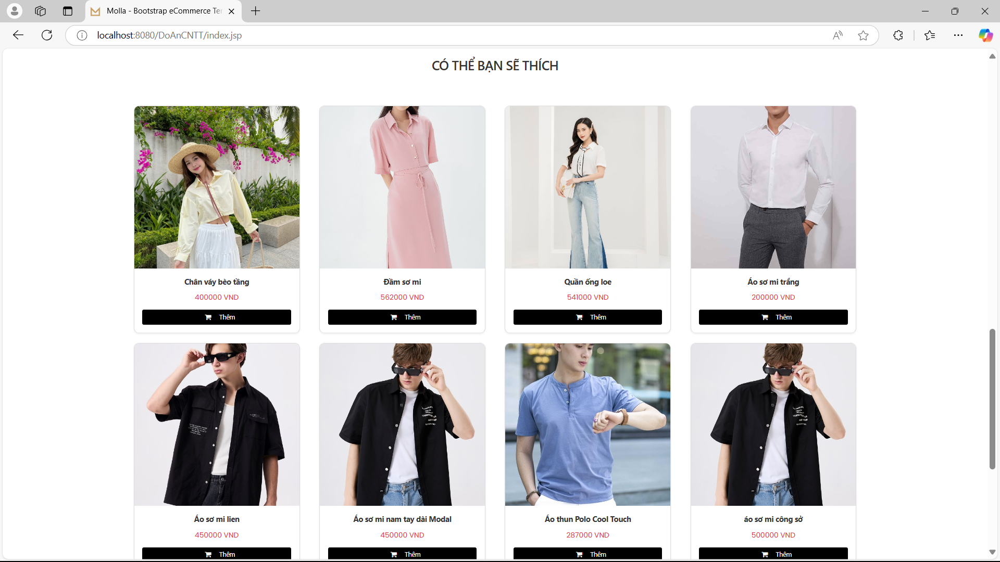 Molla - Bootstrap eCommerce Ter
localhost:8080/DoAnCNTT/index.jsp
CÓ THỂ BẠN SẼ THÍCH
Chân váy bèo tầng
Đầm sơ mi
Quần ống loe
Áo sơ mi trắng
400000 VND
562000 VND
541000 VND
200000 VND
Thêm
Thêm
Thêm
Thêm
Áo sơ mi lien
Áo sơ mi nam tay dài Modal
Áo thun Polo Cool Touch
áo sơ mi công sở
450000 VND
450000 VND
287000 VND
500000 VND
Thêm
Thêm
Thêm
Thêm